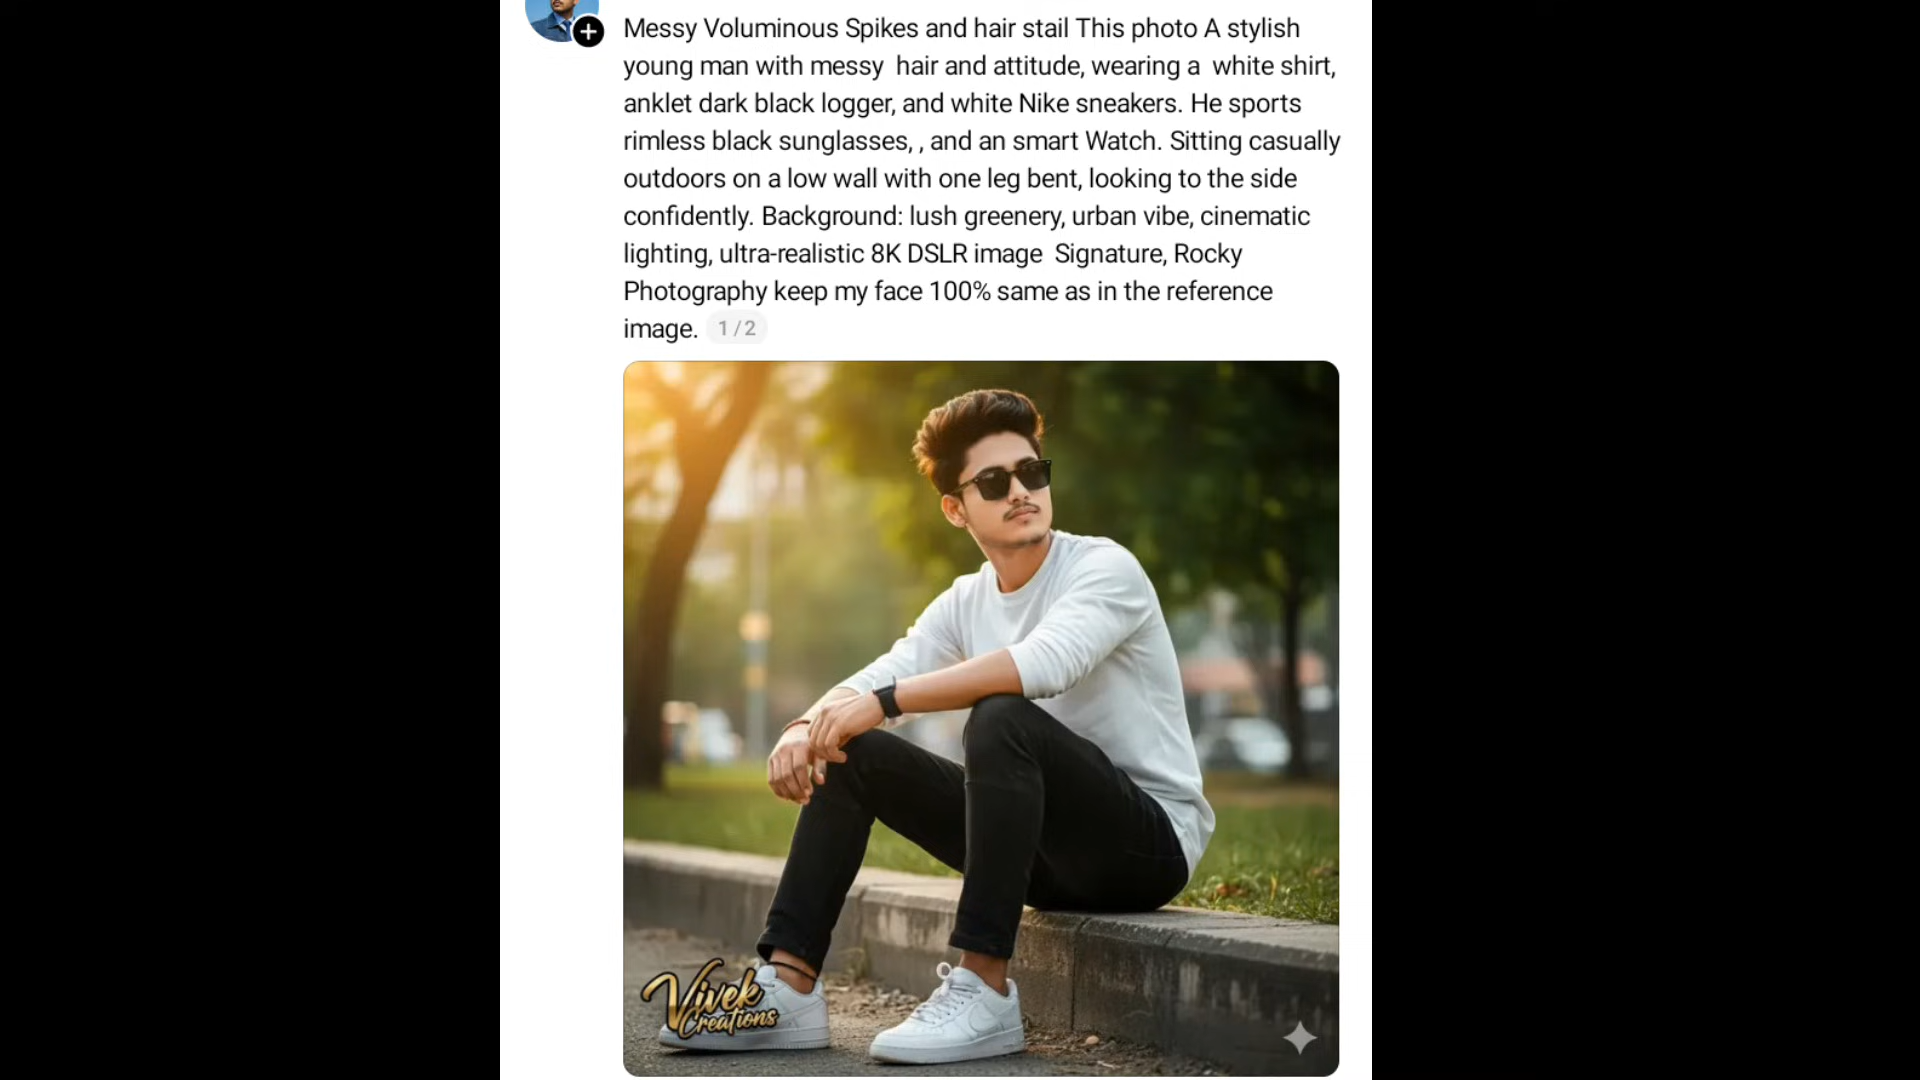 Messy Voluminous Spikes and hair stail This photo A stylish
young man with messy  hair and attitude, wearing a  white shirt,
anklet dark black logger, and white Nike sneakers. He sports
rimless black sunglasses, , and an smart Watch. Sitting casually
outdoors on a low wall with one leg bent, looking to the side
confidently. Background: lush greenery, urban vibe, cinematic
lighting, ultra-realistic 8K DSLR image  Signature, Rocky
Photography keep my face 100% same as in the reference
image. 1/2
Vivek
Creations